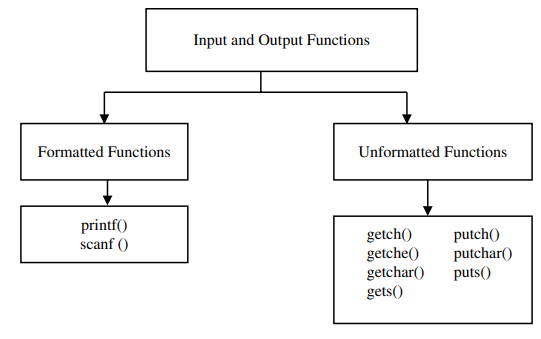 Input and Output Functions
Formatted Functions
Unformatted Functions
printf()
scanf ()
getch() putch()
getche() putchar()
getchar() puts()
gets()